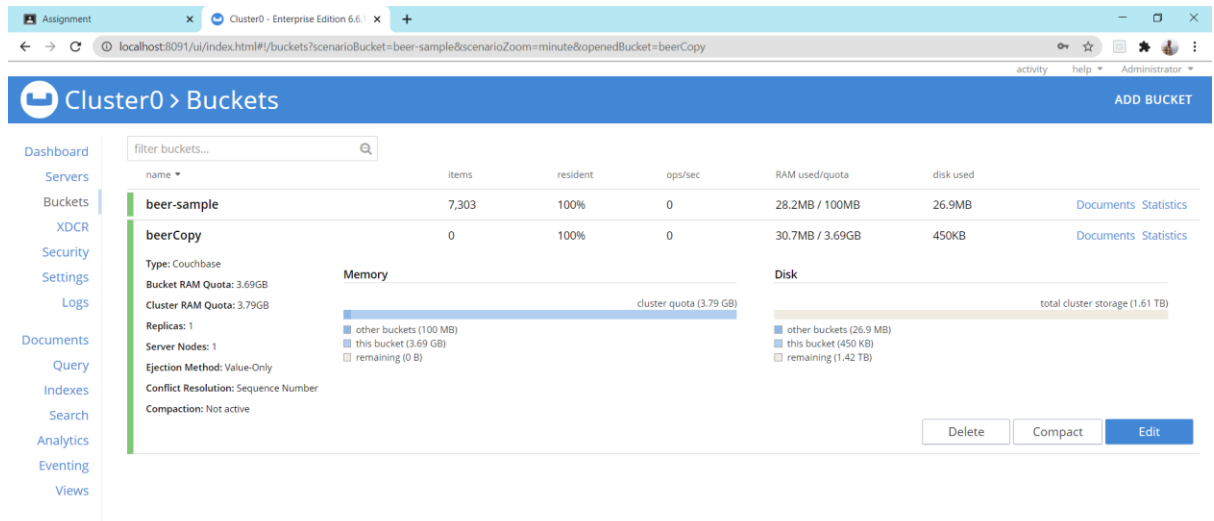 Assignment
Cluster0 - Enterprise Edition 6.6.
localhost:8091/ui/index.html#!/buckets?scenarioBucket=beer-sample&scenarioZoom=minute&openedBucket=beerCopy
activity help Administrator
Cluster0 > Buckets
ADD BUCKET
Dashboard
Servers
Buckets
XDCR
Security
Settings
Logs
Documents
Query
Indexes
Search
Analytics
Eventing
Views
filter buckets...
name items resident ops/sec RAM used/quota disk used
beer-sample 7,303 100% 0 28.2MB / 100MB 26.9MB Documents Statistics
beerCopy 0 100% 0 30.7MB / 3.69GB 450KB Documents Statistics
Type: Couchbase
Bucket RAM Quota: 3.69GB
Cluster RAM Quota: 3.79GB
Replicas: 1
Server Nodes: 1
Ejection Method: Value-Only
Conflict Resolution: Sequence Number
Compaction: Not active
Memory
cluster quota (3.79 GB)
other buckets (100 MB)
this bucket (3.69 GB)
remaining (0 B)
Disk
total cluster storage (1.61 TB)
other buckets (26.9 MB)
this bucket (450 KB)
remaining (1.42 TB)
Delete Compact Edit